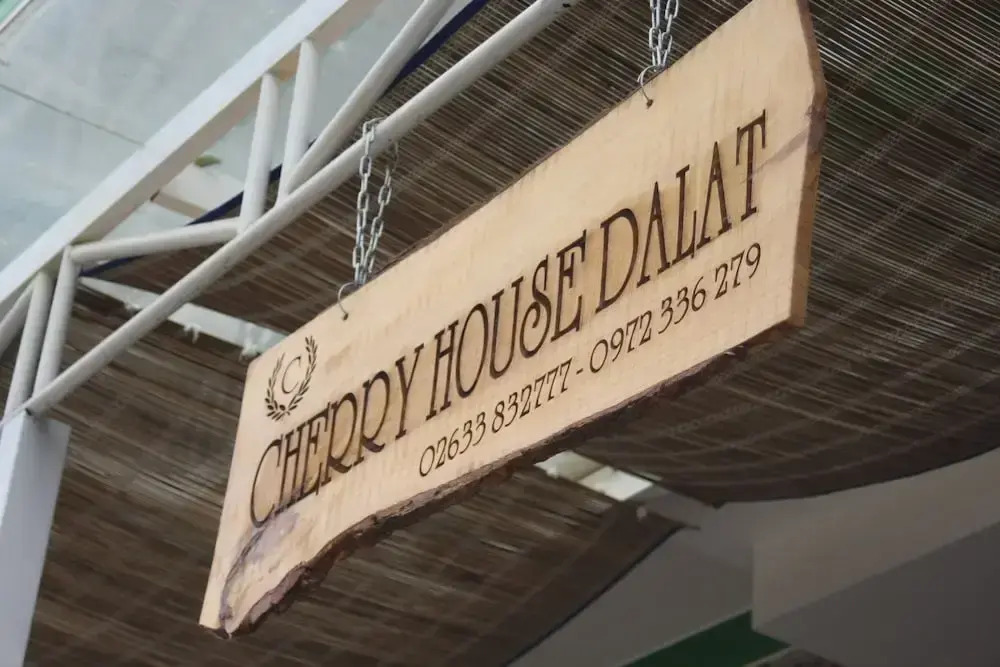 C
CHERRY HOUSE DALAT
02633 832777 - 0972 336 279